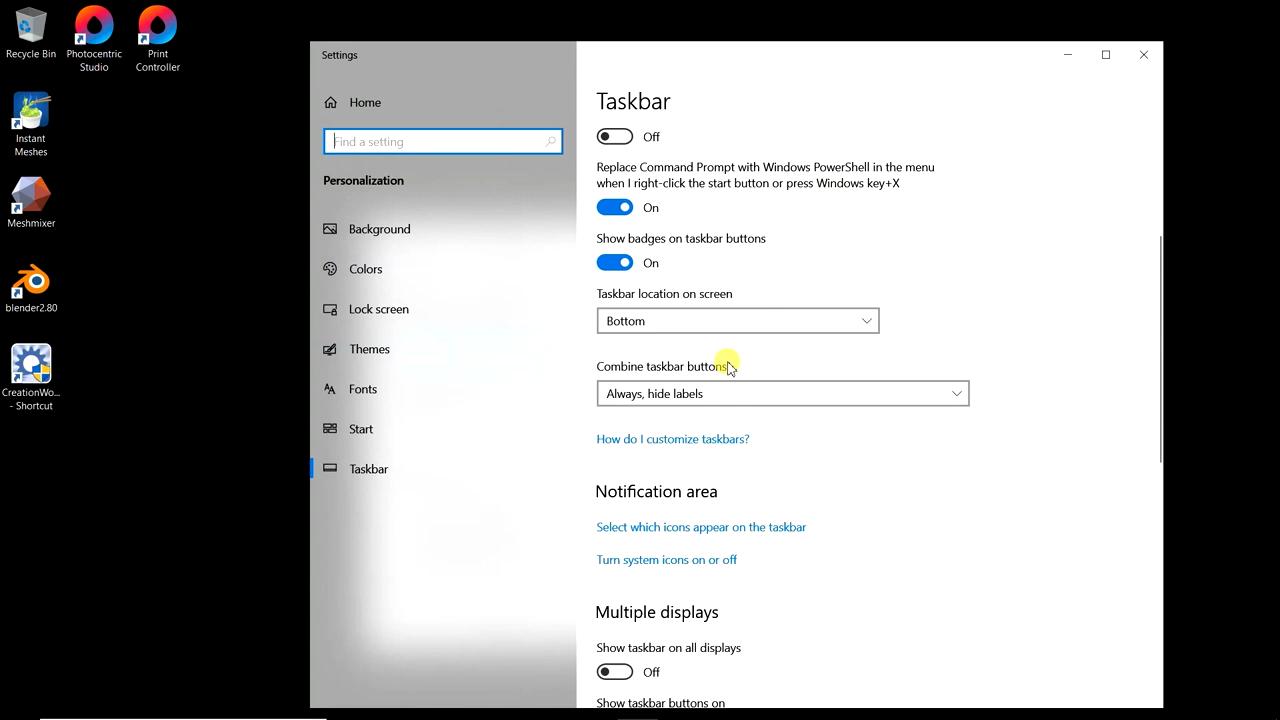 Recycle Bin
Photocentric
Studio
Print
Controller
Instant
Meshes
Meshmixer
blender2.80
CreationWo...
- Shortcut
Settings
Home
Find a setting
Personalization
Background
Colors
Lock screen
Themes
Fonts
Start
Taskbar
Taskbar
Off
Replace Command Prompt with Windows PowerShell in the menu
when I right-click the start button or press Windows key+X
On
Show badges on taskbar buttons
On
Taskbar location on screen
Bottom
Combine taskbar buttons
Always, hide labels
How do I customize taskbars?
Notification area
Select which icons appear on the taskbar
Turn system icons on or off
Multiple displays
Show taskbar on all displays
Off
Show taskbar buttons on